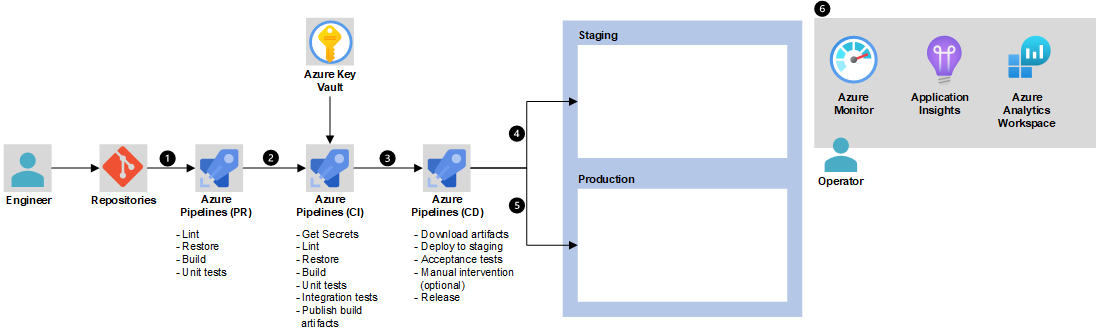 6
Staging
Azure Key
Vault
Azure
Monitor
Application
Insights
Azure
Analytics
Workspace
4
1
2
3
Operator
Production
Engineer
Repositories
Azure
Pipelines (PR)
- Lint
- Restore
- Build
- Unit tests
Azure
Pipelines (CI)
- Get Secrets
- Lint
- Restore
- Build
- Unit tests
- Integration tests
- Publish build
artifacts
Azure
Pipelines (CD)
- Download artifacts
- Deploy to staging
- Acceptance tests
- Manual intervention
(optional)
- Release
5